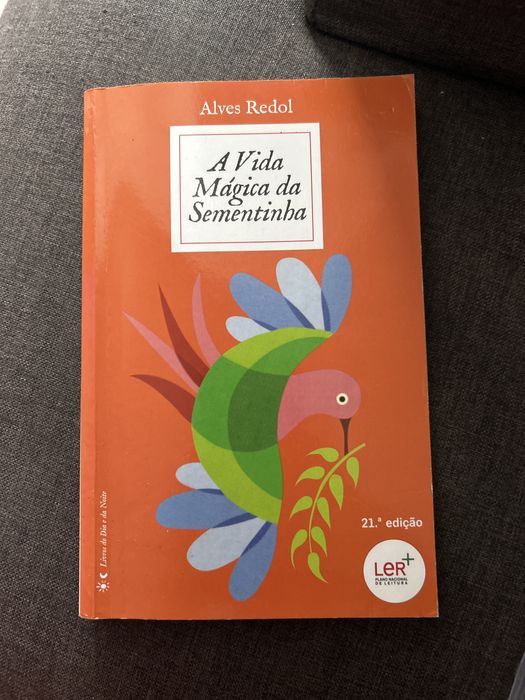 Alves Redol
A Vida
Mágica da
Sementinha
Livros do Dia e da Noite
21.ª edição
LeR+
PLANO NACIONAL
DE LEITURA